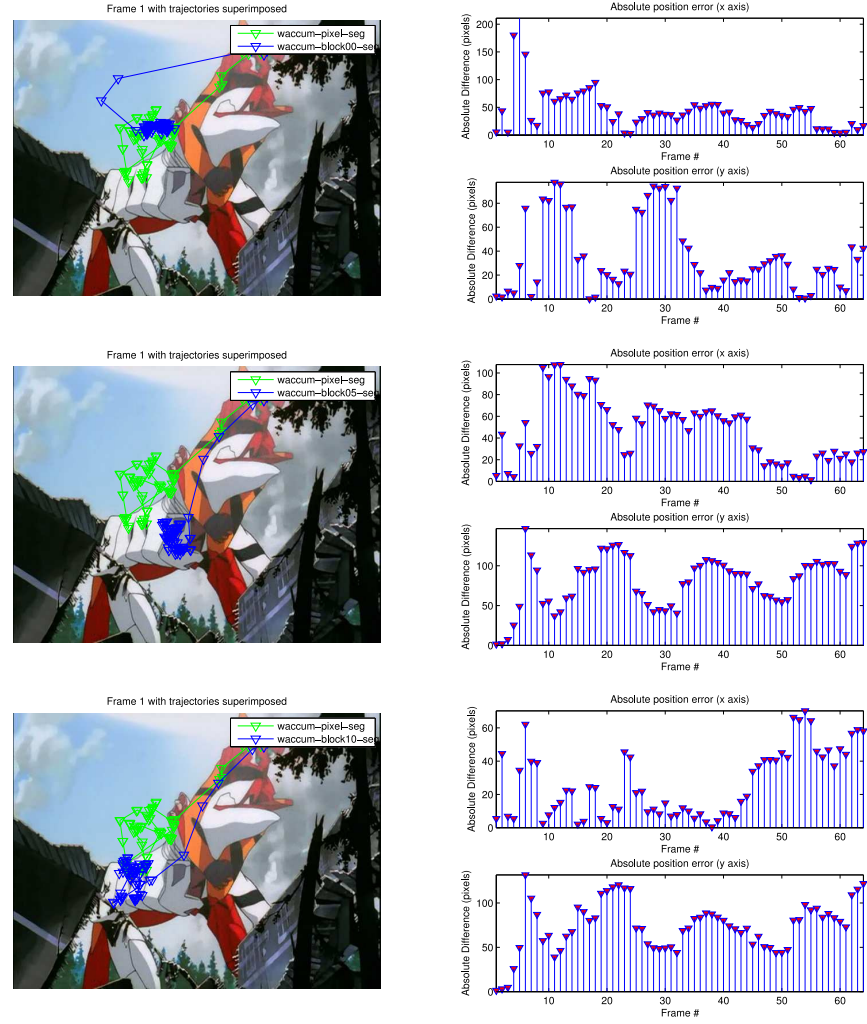 Frame 1 with trajectories superimposed
waccum-pixel-seg
waccum-block00-seg
Absolute position error (x axis)
Absolute Difference (pixels)
200
150
100
50
0
10 20 30 40 50 60
Frame #
Absolute position error (y axis)
Absolute Difference (pixels)
80
60
40
20
0
10 20 30 40 50 60
Frame #
Frame 1 with trajectories superimposed
waccum-pixel-seg
waccum-block05-seg
Absolute position error (x axis)
Absolute Difference (pixels)
100
80
60
40
20
0
10 20 30 40 50 60
Frame #
Absolute position error (y axis)
Absolute Difference (pixels)
100
50
0
10 20 30 40 50 60
Frame #
Frame 1 with trajectories superimposed
waccum-pixel-seg
waccum-block10-seg
Absolute position error (x axis)
Absolute Difference (pixels)
60
40
20
0
10 20 30 40 50 60
Frame #
Absolute position error (y axis)
Absolute Difference (pixels)
100
50
0
10 20 30 40 50 60
Frame #